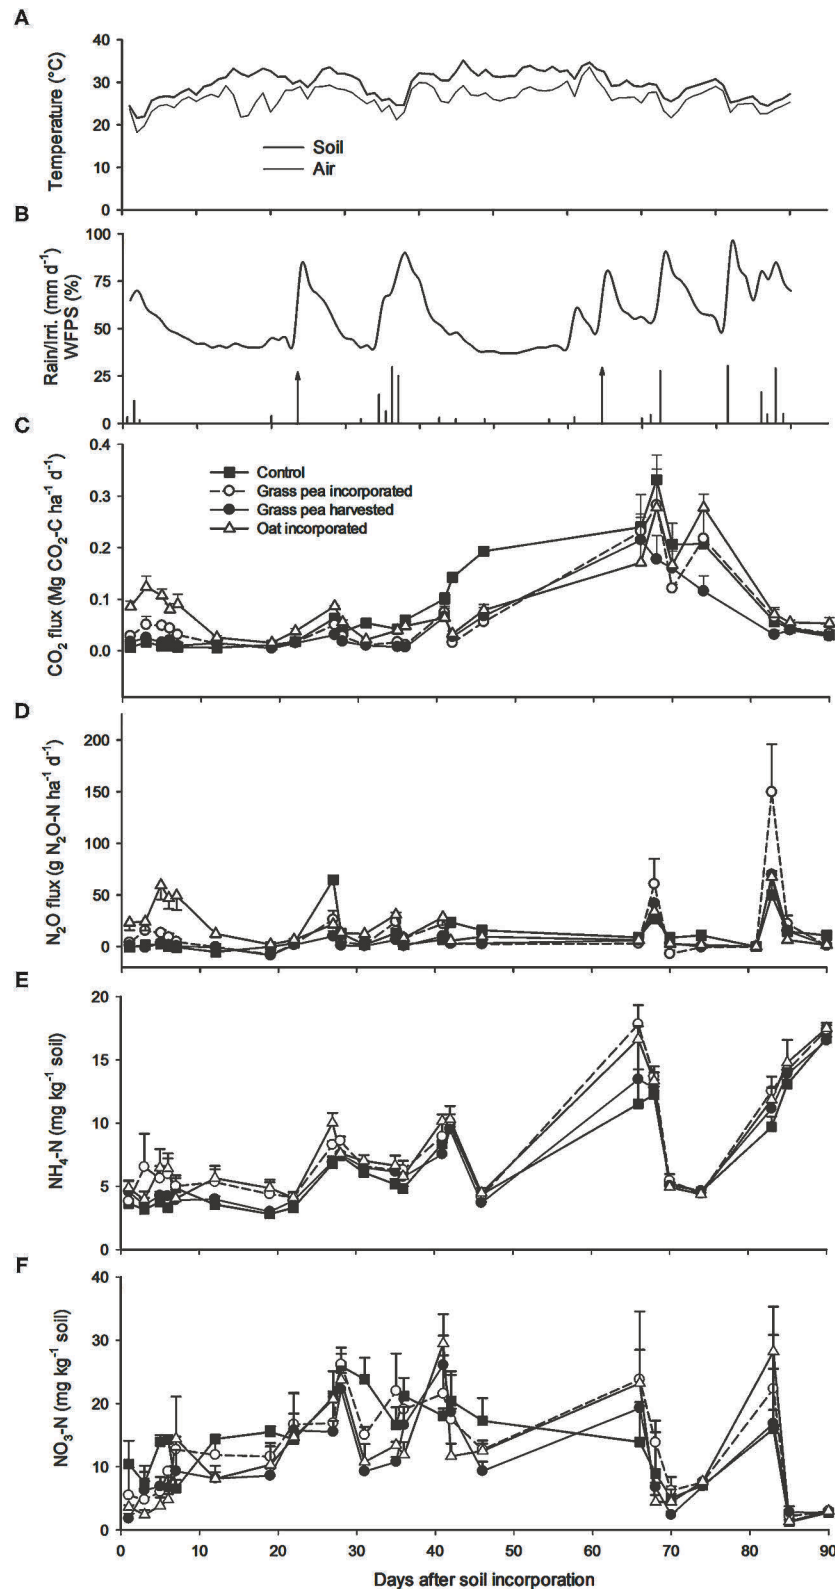 A
Temperature (°C)
40
30
20
10
0
Soil
Air
B
Rain/Irri. (mm d⁻¹)
WFPS (%)
100
75
50
25
0
C
CO₂ flux (Mg CO₂-C ha⁻¹ d⁻¹)
0.4
0.3
0.2
0.1
0.0
Control
Grass pea incorporated
Grass pea harvested
Oat incorporated
D
N₂O flux (g N₂O-N ha⁻¹ d⁻¹)
200
150
100
50
0
E
NH₄-N (mg kg⁻¹ soil)
20
15
10
5
0
F
NO₃-N (mg kg⁻¹ soil)
40
30
20
10
0
0 10 20 30 40 50 60 70 80 90
Days after soil incorporation